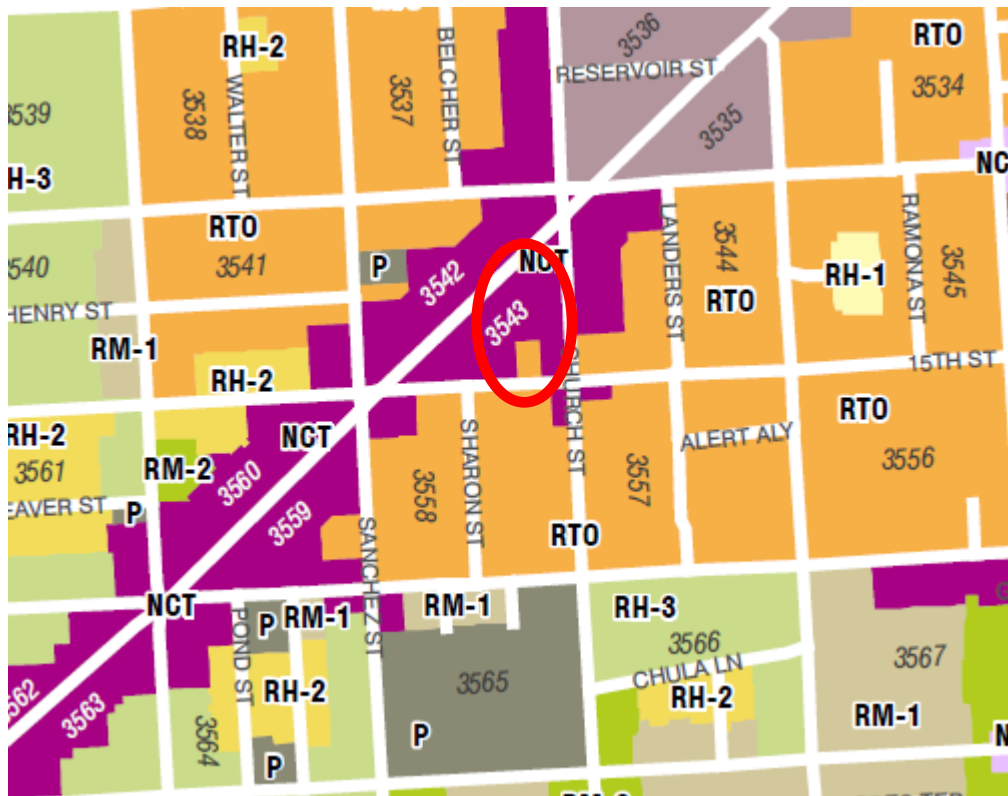 RH-2
BELCHER ST
3536
RTO
RESERVOIR ST
3539
3538
WALTER ST
3537
3534
3535
H-3
NC
RTO
3542
NCT
LANDERS ST
3544
RAMONA ST
3545
3540
3541
P
RH-1
HENRY ST
3543
RTO
RM-1
RH-2
CHURCH ST
15TH ST
RTO
RH-2
NCT
SHARON ST
ALERT ALY
3561
RM-2
3560
3558
3557
3556
EAVER ST
P
3559
SANCHEZ ST
RTO
NCT
POND ST
P
RM-1
RM-1
RH-3
3566
3567
3562
3563
3564
RH-2
3565
CHULA LN
RH-2
RM-1
P
P
N